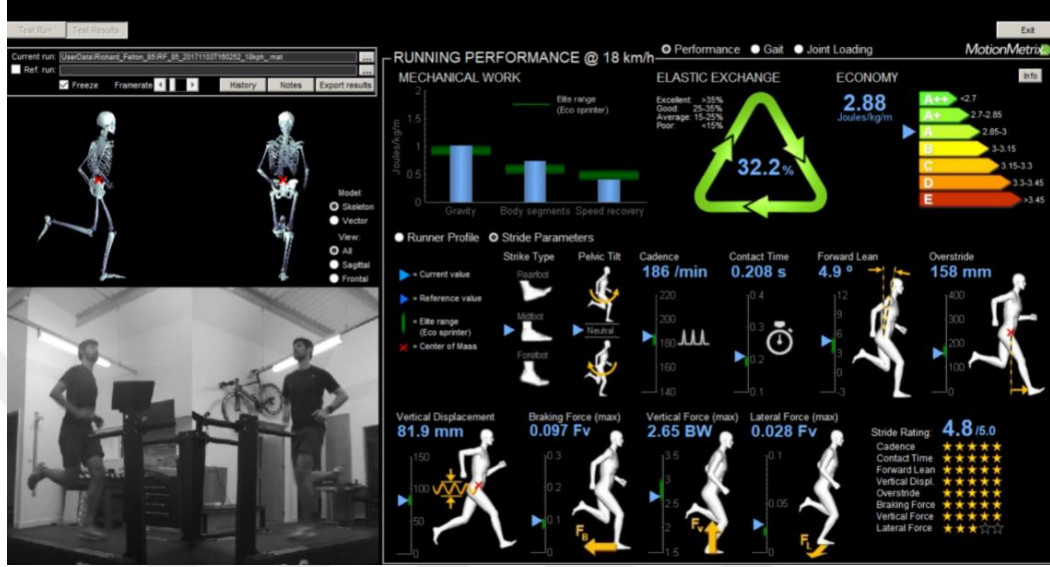 Test Run Test Results Exit
Current run: UserData\Richard_Felton_85\RF_85_20171103T160252_18kph_.mat ...
Ref. run: ...
Freeze Framerate History Notes Export results
Model:
Skeleton
Vector
View:
All
Sagittal
Frontal
RUNNING PERFORMANCE @ 18 km/h
Performance Gait Joint Loading
MotionMetrix
Info
MECHANICAL WORK
Joules/kg/m
2
1.5
1
0.5
0
Elite range
(Eco sprinter)
Gravity Body segments Speed recovery
ELASTIC EXCHANGE
Excellent: >35%
Good: 25-35%
Average: 15-25%
Poor: <15%
32.2 %
ECONOMY
2.88
Joules/kg/m
A++ <2.7
A+ 2.7-2.85
A 2.85-3
B 3-3.15
C 3.15-3.3
D 3.3-3.45
E >3.45
Runner Profile Stride Parameters
= Current value
= Reference value
= Elite range
(Eco sprinter)
= Center of Mass
Strike Type
Rearfoot
Midfoot
Forefoot
Pelvic Tilt
Neutral
Cadence
186 /min
220
200
180
160
140
Contact Time
0.208 s
0.4
0.3
0.2
0.1
Forward Lean
4.9 º
12
9
6
3
0
-3
Overstride
158 mm
400
300
200
100
0
Vertical Displacement
81.9 mm
150
100
50
0
Braking Force (max)
0.097 Fv
0.3
0.2
0.1
0
FB
Vertical Force (max)
2.65 BW
3.5
3
2.5
2
1.5
Fv
Lateral Force (max)
0.028 Fv
0.1
0.05
0
FL
Stride Rating: 4.8 /5.0
Cadence
Contact Time
Forward Lean
Vertical Displ.
Overstride
Braking Force
Vertical Force
Lateral Force